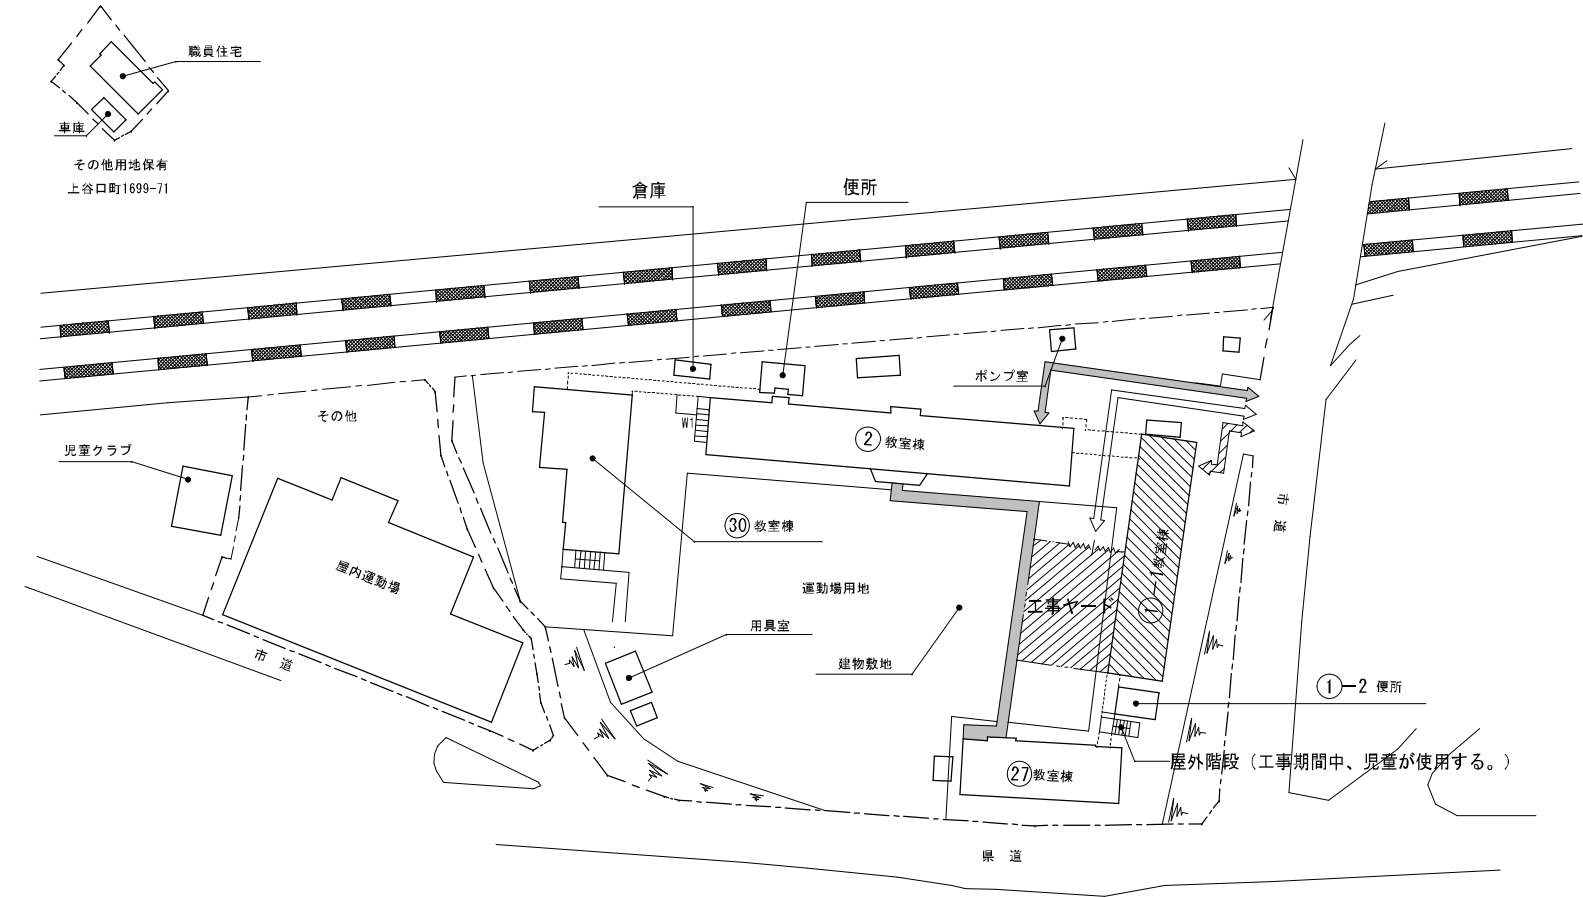 職員住宅
車庫
その他用地保有
上谷口町1699-71
倉庫
便所
ポンプ室
その他
児童クラブ
W1
② 教室棟
㉚ 教室棟
市道
屋内運動場
運動場用地
工事ヤード
①―1教室棟
用具室
建物敷地
市道
①―2 便所
屋外階段（工事期間中、児童が使用する。）
㉗教室棟
県道